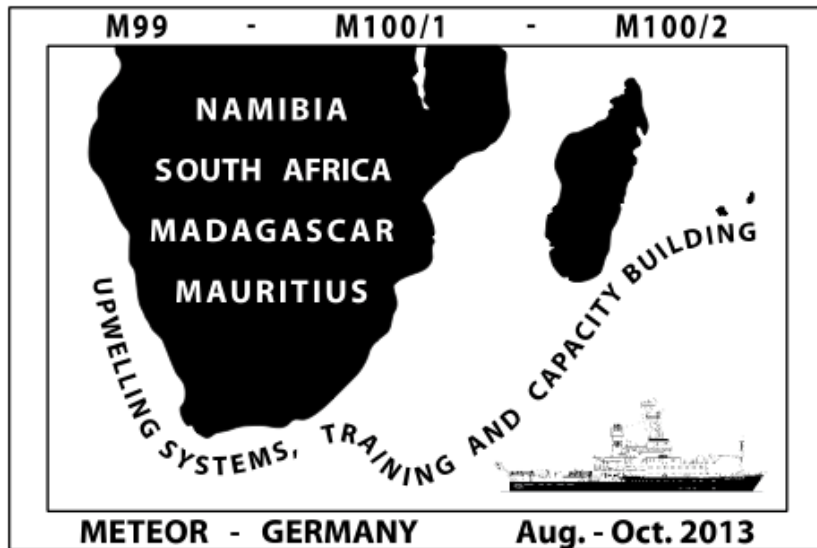 M99 - M100/1 - M100/2
NAMIBIA
SOUTH AFRICA
MADAGASCAR
MAURITIUS
UPWELLING SYSTEMS, TRAINING AND CAPACITY BUILDING
METEOR - GERMANY Aug. - Oct. 2013